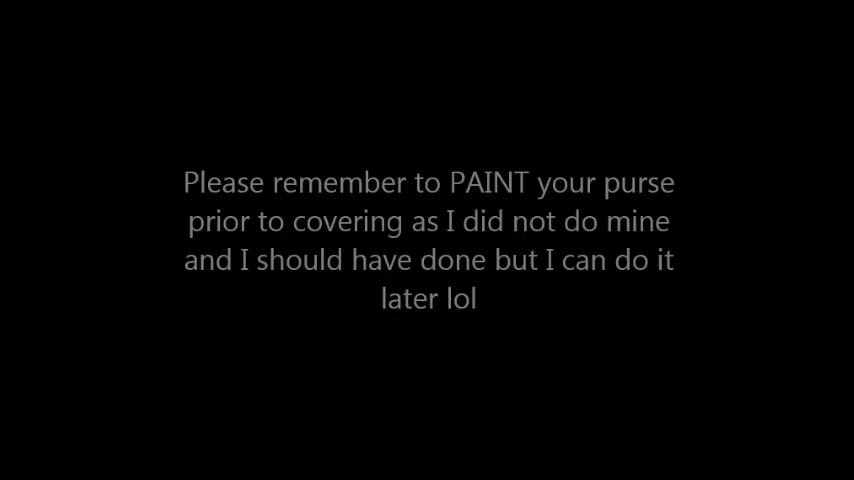 Please remember to PAINT your purse
prior to covering as I did not do mine
and I should have done but I can do it
later lol